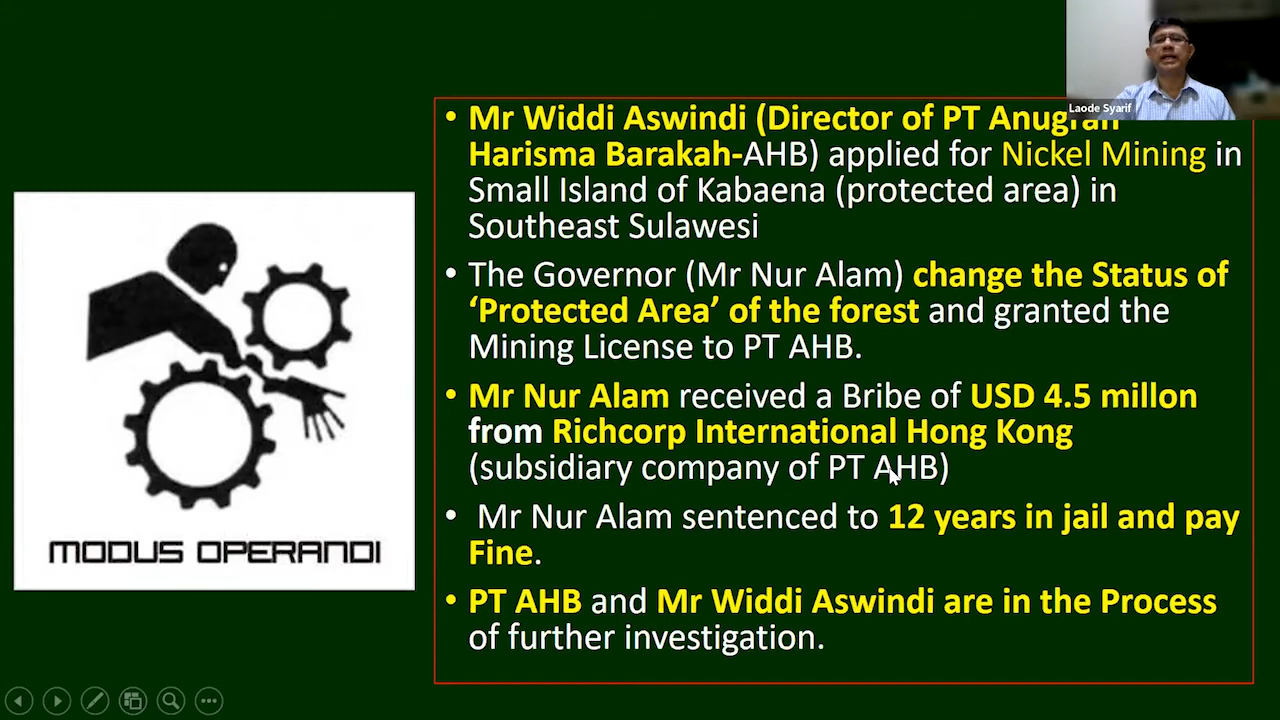 Laode Syarif
• Mr Widdi Aswindi (Director of PT Anugrah
Harisma Barakah-AHB) applied for Nickel Mining in
Small Island of Kabaena (protected area) in
Southeast Sulawesi
• The Governor (Mr Nur Alam) change the Status of
‘Protected Area’ of the forest and granted the
Mining License to PT AHB.
• Mr Nur Alam received a Bribe of USD 4.5 millon
from Richcorp International Hong Kong
(subsidiary company of PT AHB)
• Mr Nur Alam sentenced to 12 years in jail and pay
Fine.
• PT AHB and Mr Widdi Aswindi are in the Process
of further investigation.
MODUS OPERANDI